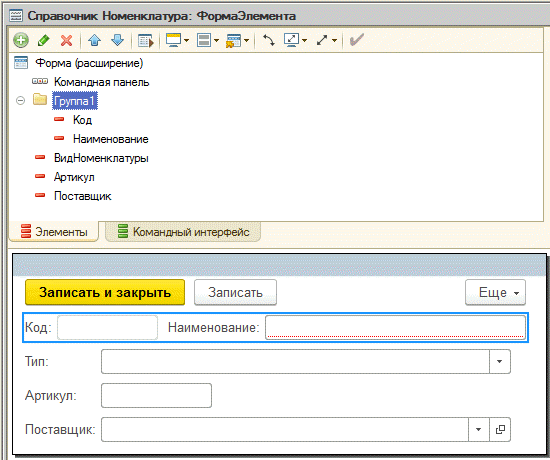 Справочник Номенклатура: ФормаЭлемента
Форма (расширение)
Командная панель
Группа1
Код
Наименование
ВидНоменклатуры
Артикул
Поставщик
Элементы Командный интерфейс
Записать и закрыть Записать Еще
Код: Наименование:
Тип:
Артикул:
Поставщик: